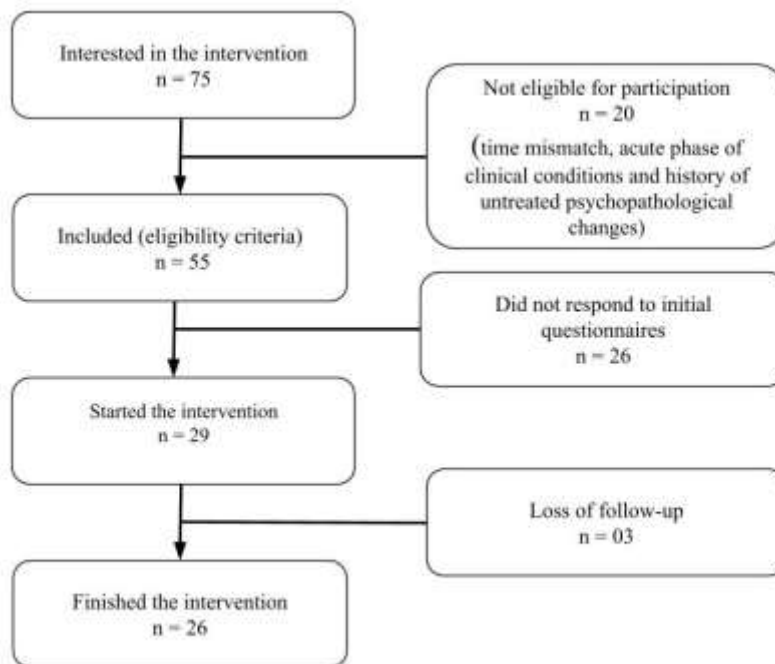 Interested in the intervention
n = 75
Not eligible for participation
n = 20
(time mismatch, acute phase of
clinical conditions and history of
untreated psychopathological
changes)
Included (eligibility criteria)
n = 55
Did not respond to initial
questionnaires
n = 26
Started the intervention
n = 29
Loss of follow-up
n = 03
Finished the intervention
n = 26